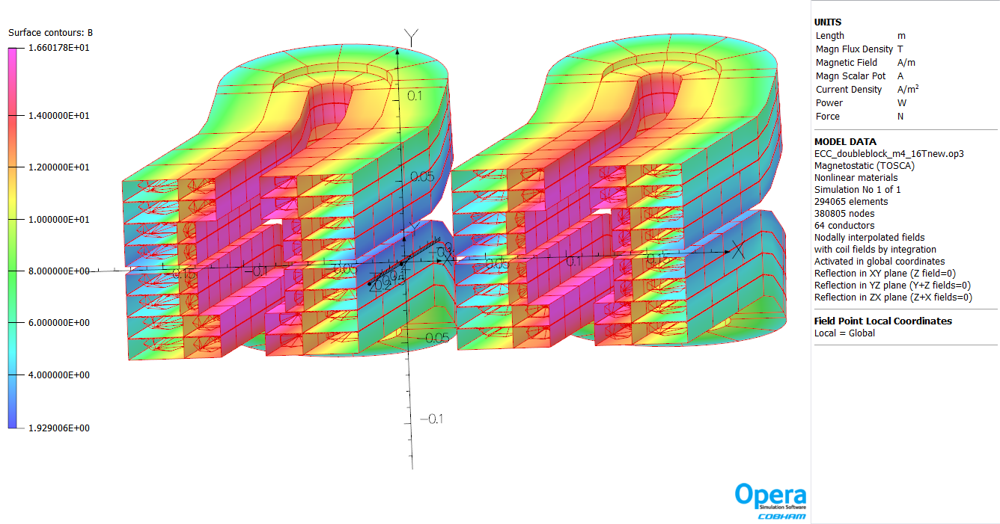 Surface contours: B
1.660178E+01
1.400000E+01
1.200000E+01
1.000000E+01
8.000000E+00
6.000000E+00
4.000000E+00
1.929006E+00
Y
0.1
0.05
Y
X
-0.15
-0.1
0.05
0.1
0.15
X
-0.05
-0.1
Opera
Simulation Software
COBHAM
UNITS
Length m
Magn Flux Density T
Magnetic Field A/m
Magn Scalar Pot A
Current Density A/m²
Power W
Force N
MODEL DATA
ECC_doubleblock_m4_16Tnew.op3
Magnetostatic (TOSCA)
Nonlinear materials
Simulation No 1 of 1
294065 elements
380805 nodes
64 conductors
Nodally interpolated fields
with coil fields by integration
Activated in global coordinates
Reflection in XY plane (Z field=0)
Reflection in YZ plane (Y+Z fields=0)
Reflection in ZX plane (Z+X fields=0)
Field Point Local Coordinates
Local = Global